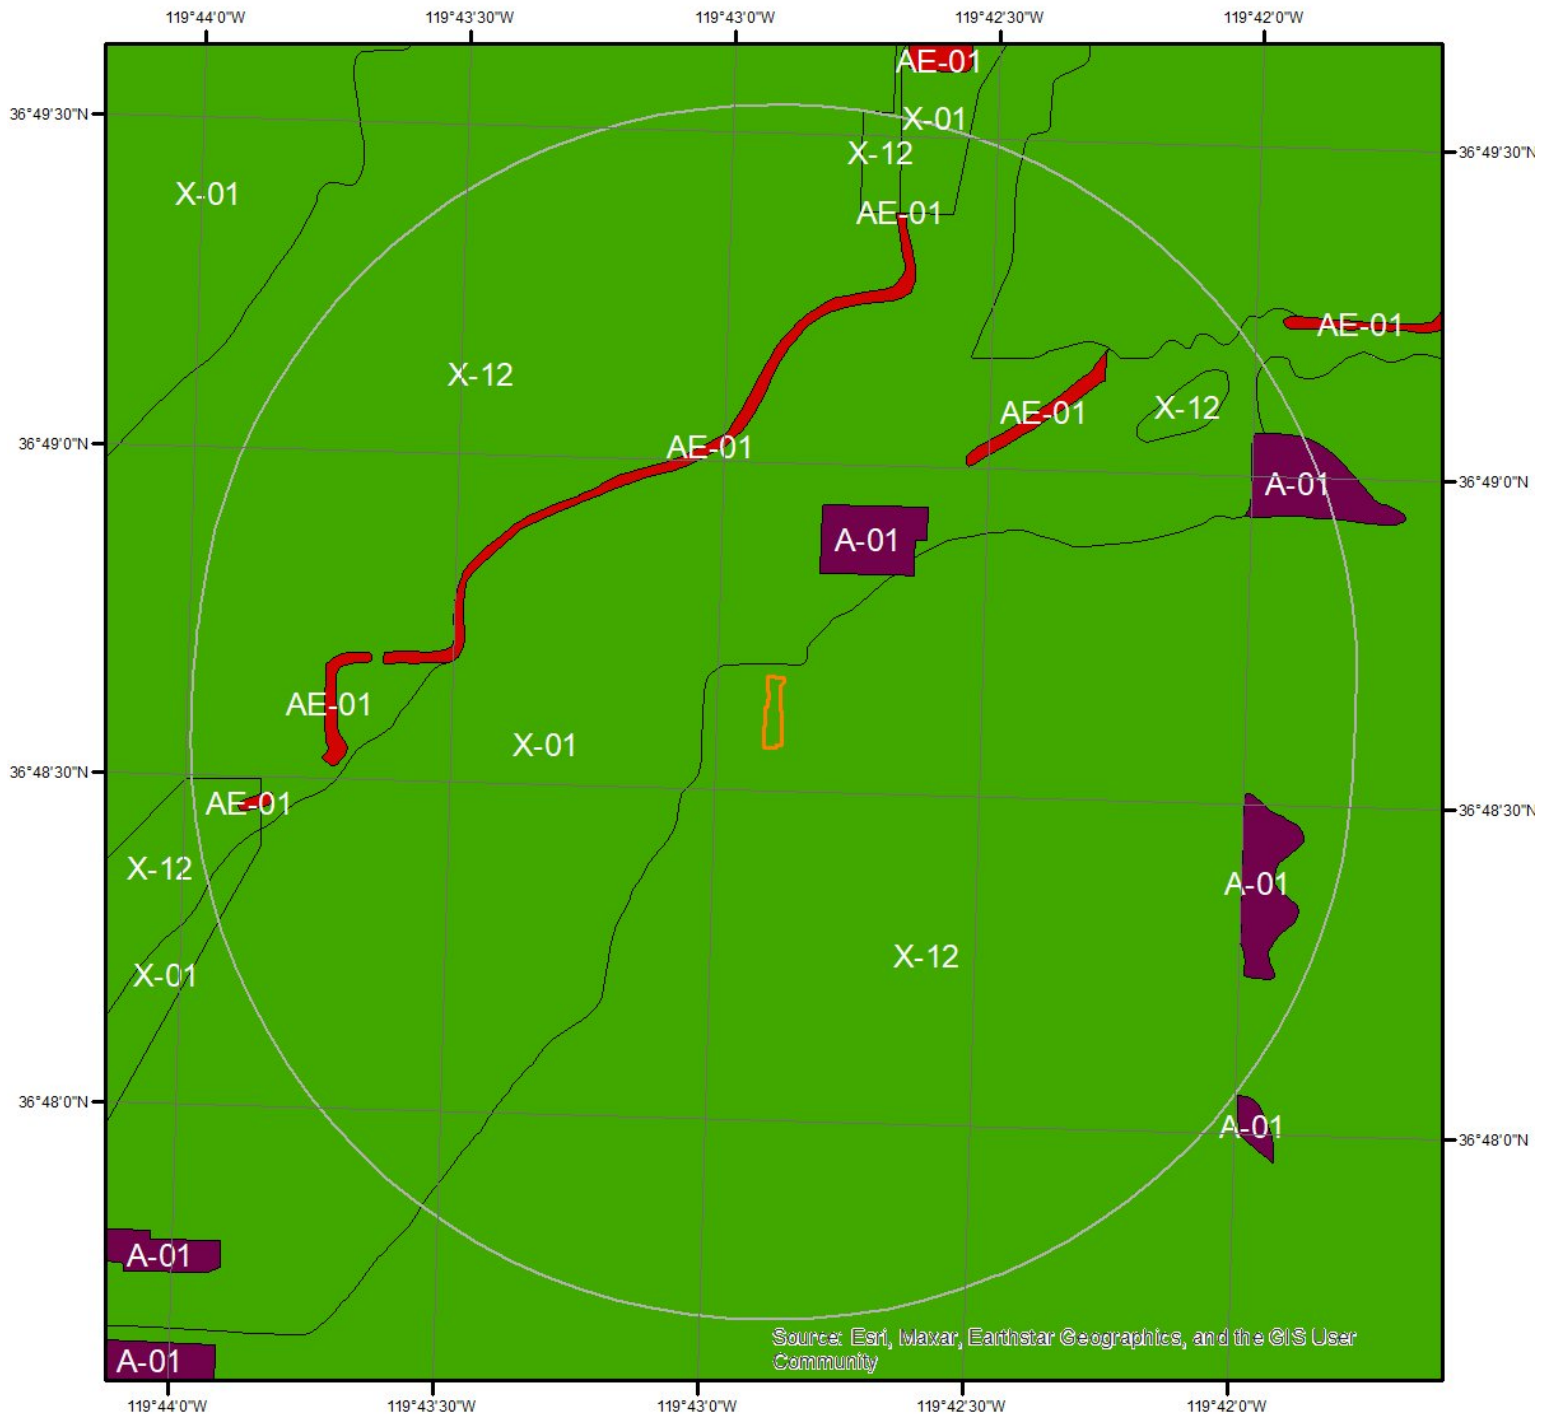 119°44'0"W 119°43'30"W 119°43'0"W 119°42'30"W 119°42'0"W
AE-01
36°49'30"N
X-01
X-12
36°49'30"N
X-01
AE-01
AE-01
X-12
AE-01
X-12
36°49'0"N
AE-01
36°49'0"N
A-01
A-01
AE-01
X-01
36°48'30"N
AE-01
36°48'30"N
X-12
A-01
X-12
X-01
36°48'0"N
A-01
36°48'0"N
A-01
Source: Esri, Maxar, Earthstar Geographics, and the GIS User
Community
A-01
119°44'0"W 119°43'30"W 119°43'0"W 119°42'30"W 119°42'0"W